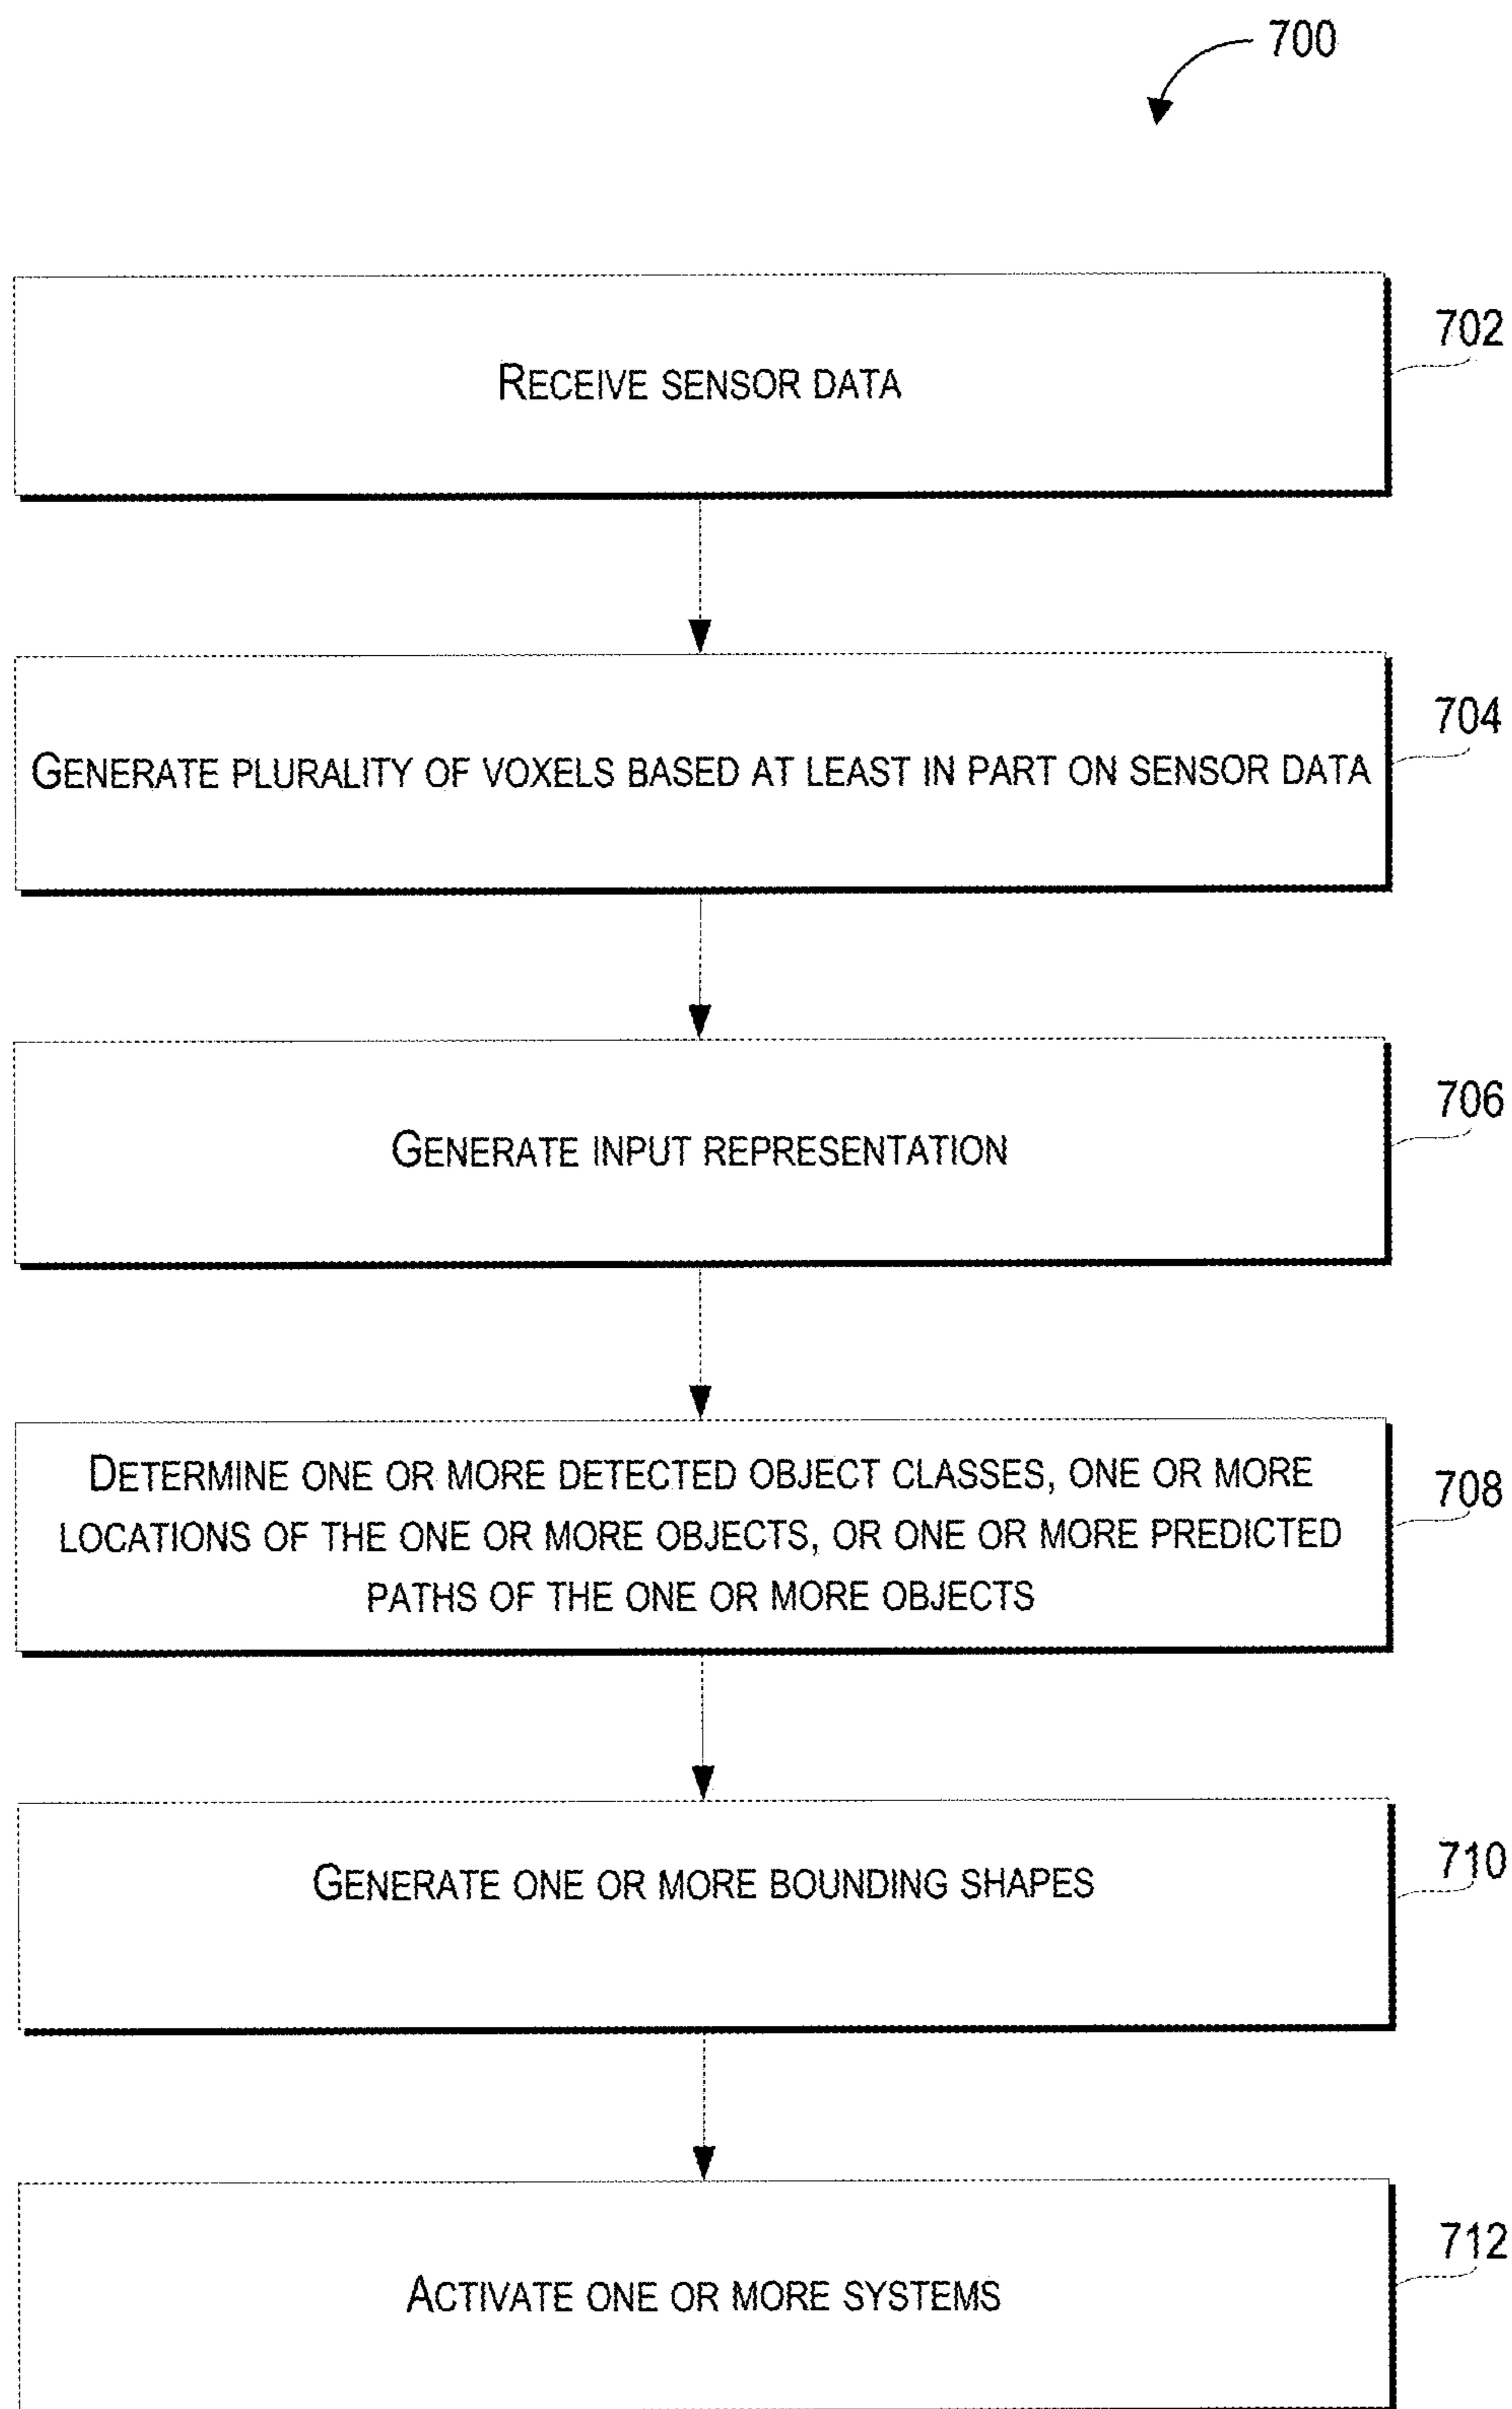 700
RECEIVE SENSOR DATA
702
GENERATE PLURALITY OF VOXELS BASED AT LEAST IN PART ON SENSOR DATA
704
GENERATE INPUT REPRESENTATION
706
DETERMINE ONE OR MORE DETECTED OBJECT CLASSES, ONE OR MORE
LOCATIONS OF THE ONE OR MORE OBJECTS, OR ONE OR MORE PREDICTED
PATHS OF THE ONE OR MORE OBJECTS
708
GENERATE ONE OR MORE BOUNDING SHAPES
710
ACTIVATE ONE OR MORE SYSTEMS
712